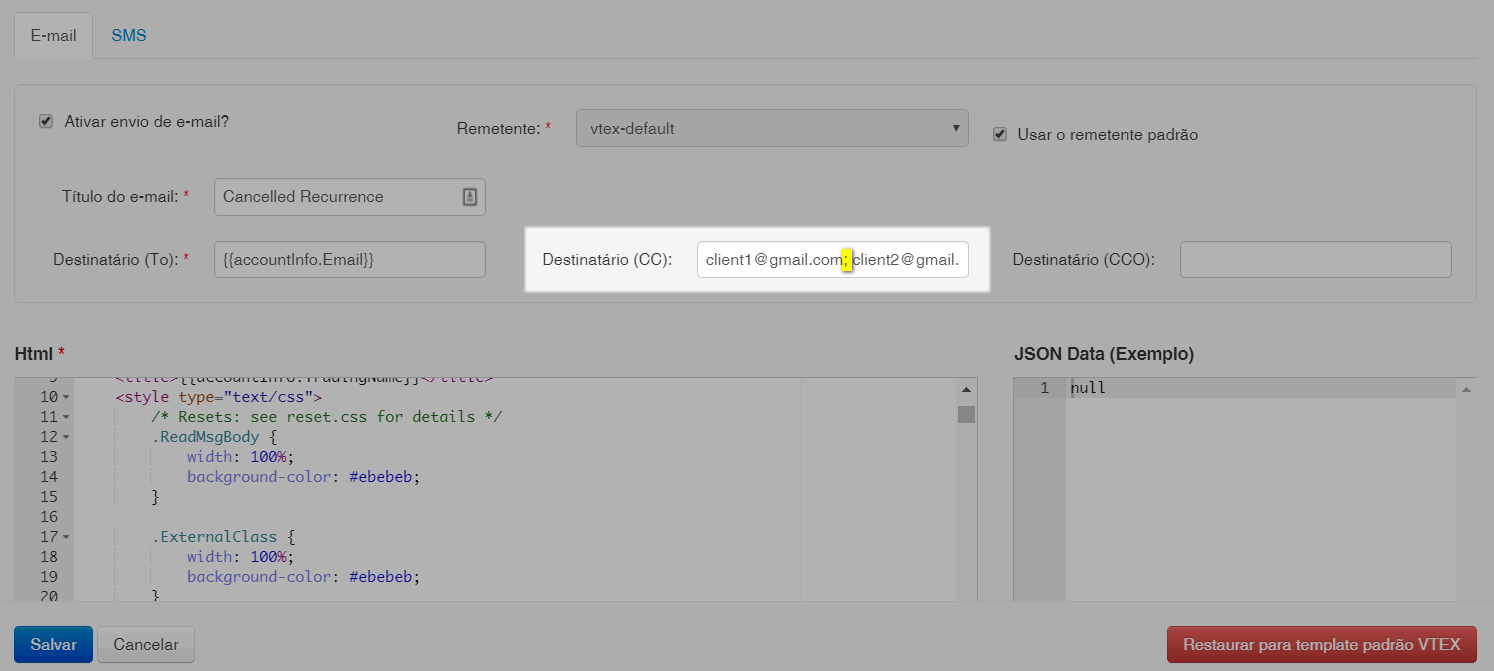 E-mail SMS
Ativar envio de e-mail? Remetente: * vtex-default Usar o remetente padrão
Título do e-mail: * Cancelled Recurrence
Destinatário (To): * {{accountInfo.Email}} Destinatário (CC): client1@gmail.com; client2@gmail. Destinatário (CCO):
Html * JSON Data (Exemplo)
9 <title>{{accountInfo.TradingName}}</title>
10 <style type="text/css"> 1 null
11 /* Resets: see reset.css for details */
12 .ReadMsgBody {
13 width: 100%;
14 background-color: #ebebeb;
15 }
16
17 .ExternalClass {
18 width: 100%;
19 background-color: #ebebeb;
20 }
Salvar Cancelar Restaurar para template padrão VTEX